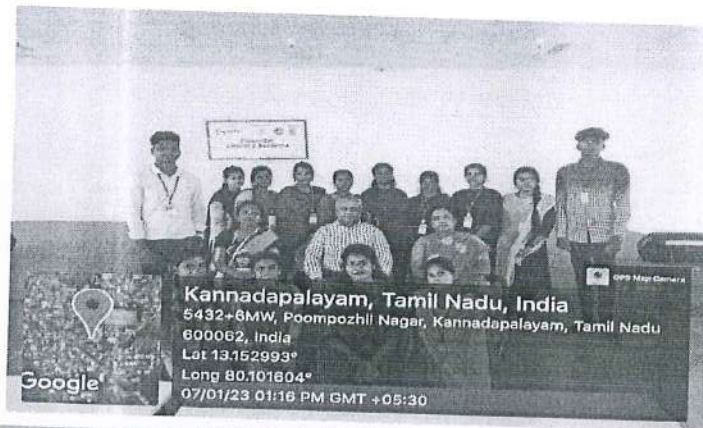 GPS Map Camera
Kannadapalayam, Tamil Nadu, India
5432+6MW, Poompozhil Nagar, Kannadapalayam, Tamil Nadu
600062, India
Lat 13.152993°
Long 80.101604°
07/01/23 01:16 PM GMT +05:30
Google